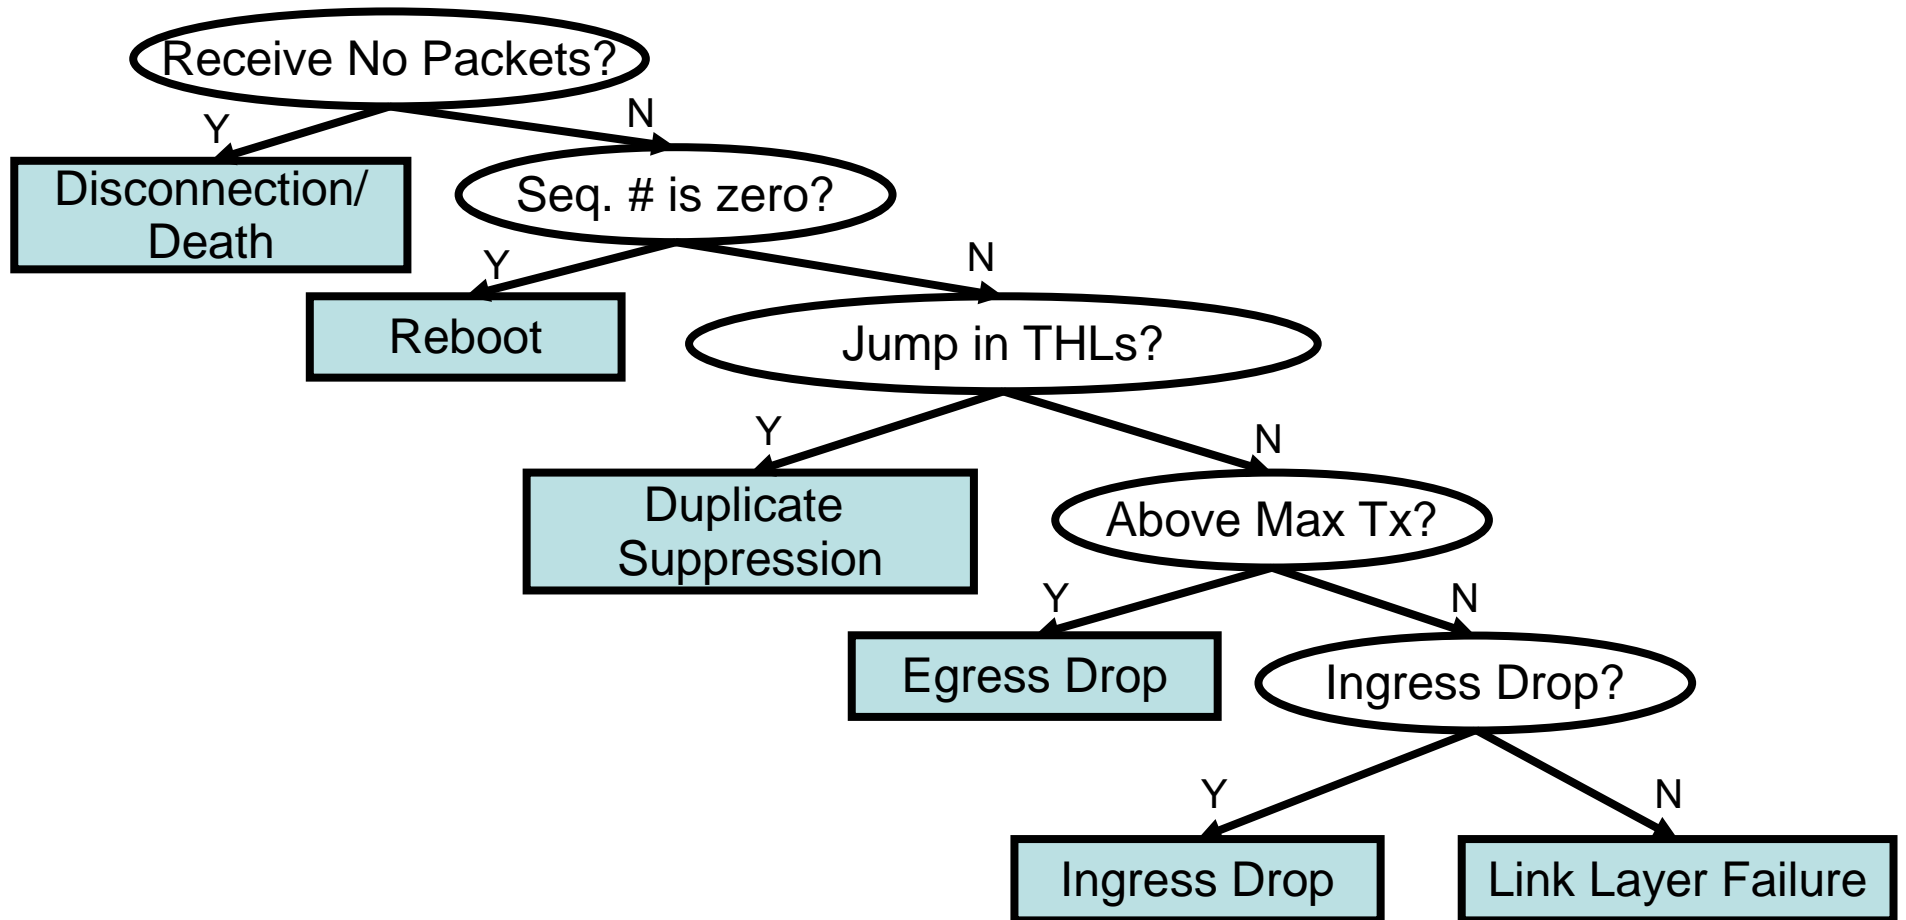 Receive No Packets?
Y
N
Disconnection/
Death
Seq. # is zero?
Y
N
Reboot
Jump in THLs?
Y
N
Duplicate
Suppression
Above Max Tx?
Y
N
Egress Drop
Ingress Drop?
Y
N
Ingress Drop
Link Layer Failure